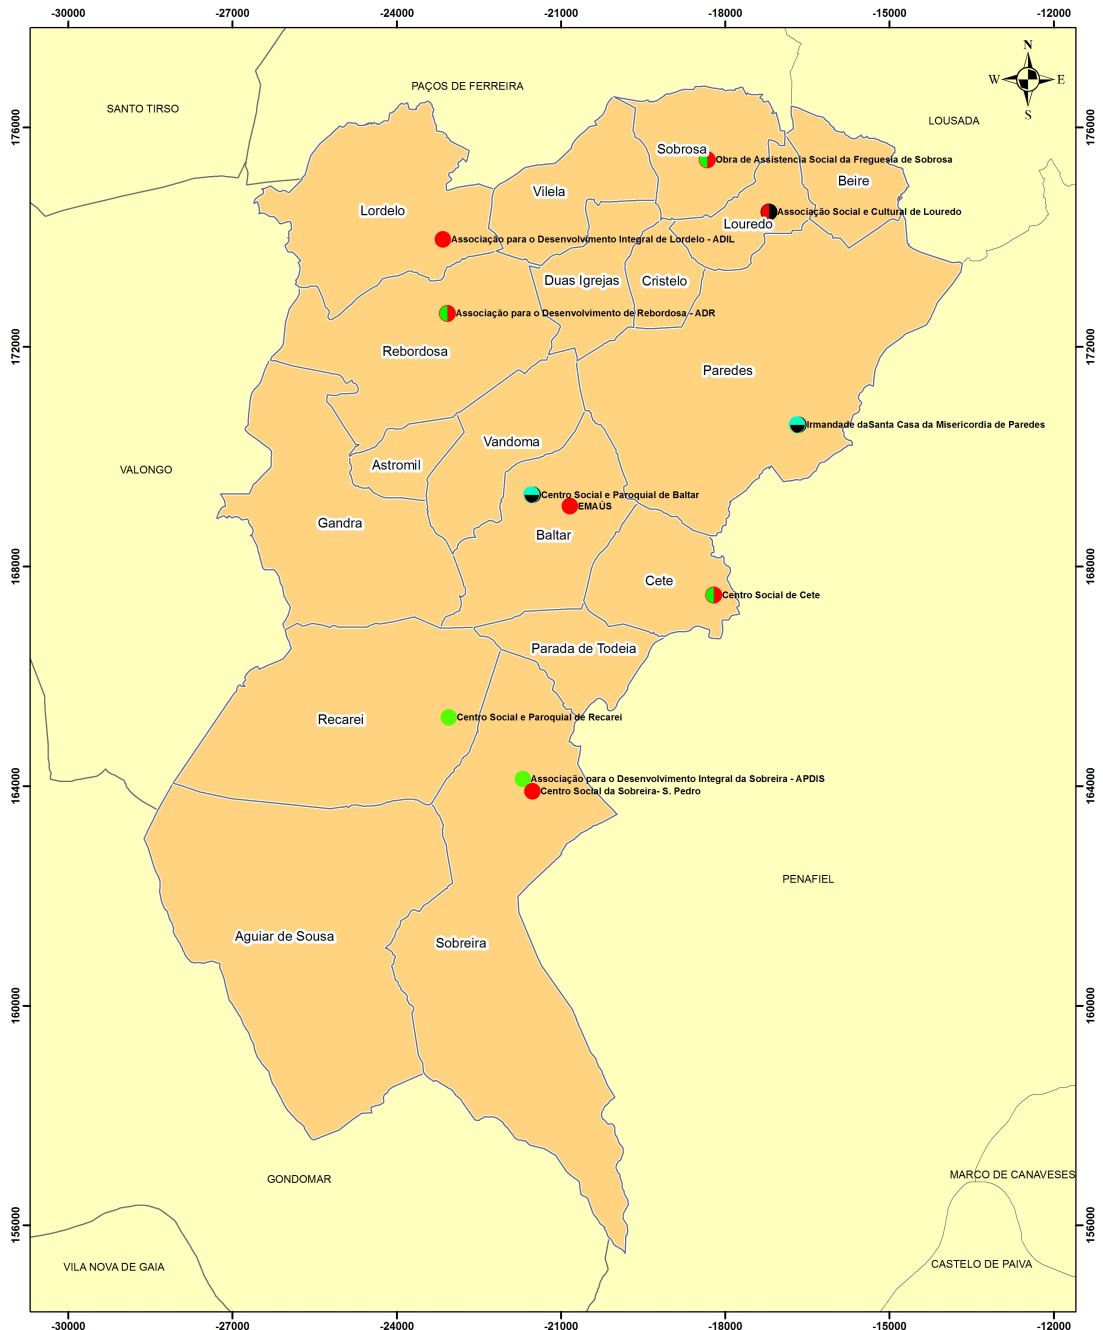 -30000 -27000 -24000 -21000 -18000 -15000 -12000
N
W E
S
PAÇOS DE FERREIRA
SANTO TIRSO
LOUSADA
176000 176000
Sobrosa
Obra de Assistencia Social da Freguesia de Sobrosa
Beire
Vilela
Lordelo
Associação Social e Cultural de Louredo
Louredo
Associação para o Desenvolvimento Integral de Lordelo - ADIL
Duas Igrejas
Cristelo
Associação para o Desenvolvimento de Rebordosa - ADR
172000 172000
Rebordosa
Paredes
Irmandade daSanta Casa da Misericordia de Paredes
Vandoma
Astromil
VALONGO
Centro Social e Paroquial de Baltar
EMAÚS
Gandra
Baltar
168000 168000
Cete
Centro Social de Cete
Parada de Todeia
Recarei
Centro Social e Paroquial de Recarei
Associação para o Desenvolvimento Integral da Sobreira - APDIS
164000 164000
Centro Social da Sobreira- S. Pedro
PENAFIEL
Aguiar de Sousa
Sobreira
160000 160000
MARCO DE CANAVESES
GONDOMAR
156000 156000
CASTELO DE PAIVA
VILA NOVA DE GAIA
-30000 -27000 -24000 -21000 -18000 -15000 -12000